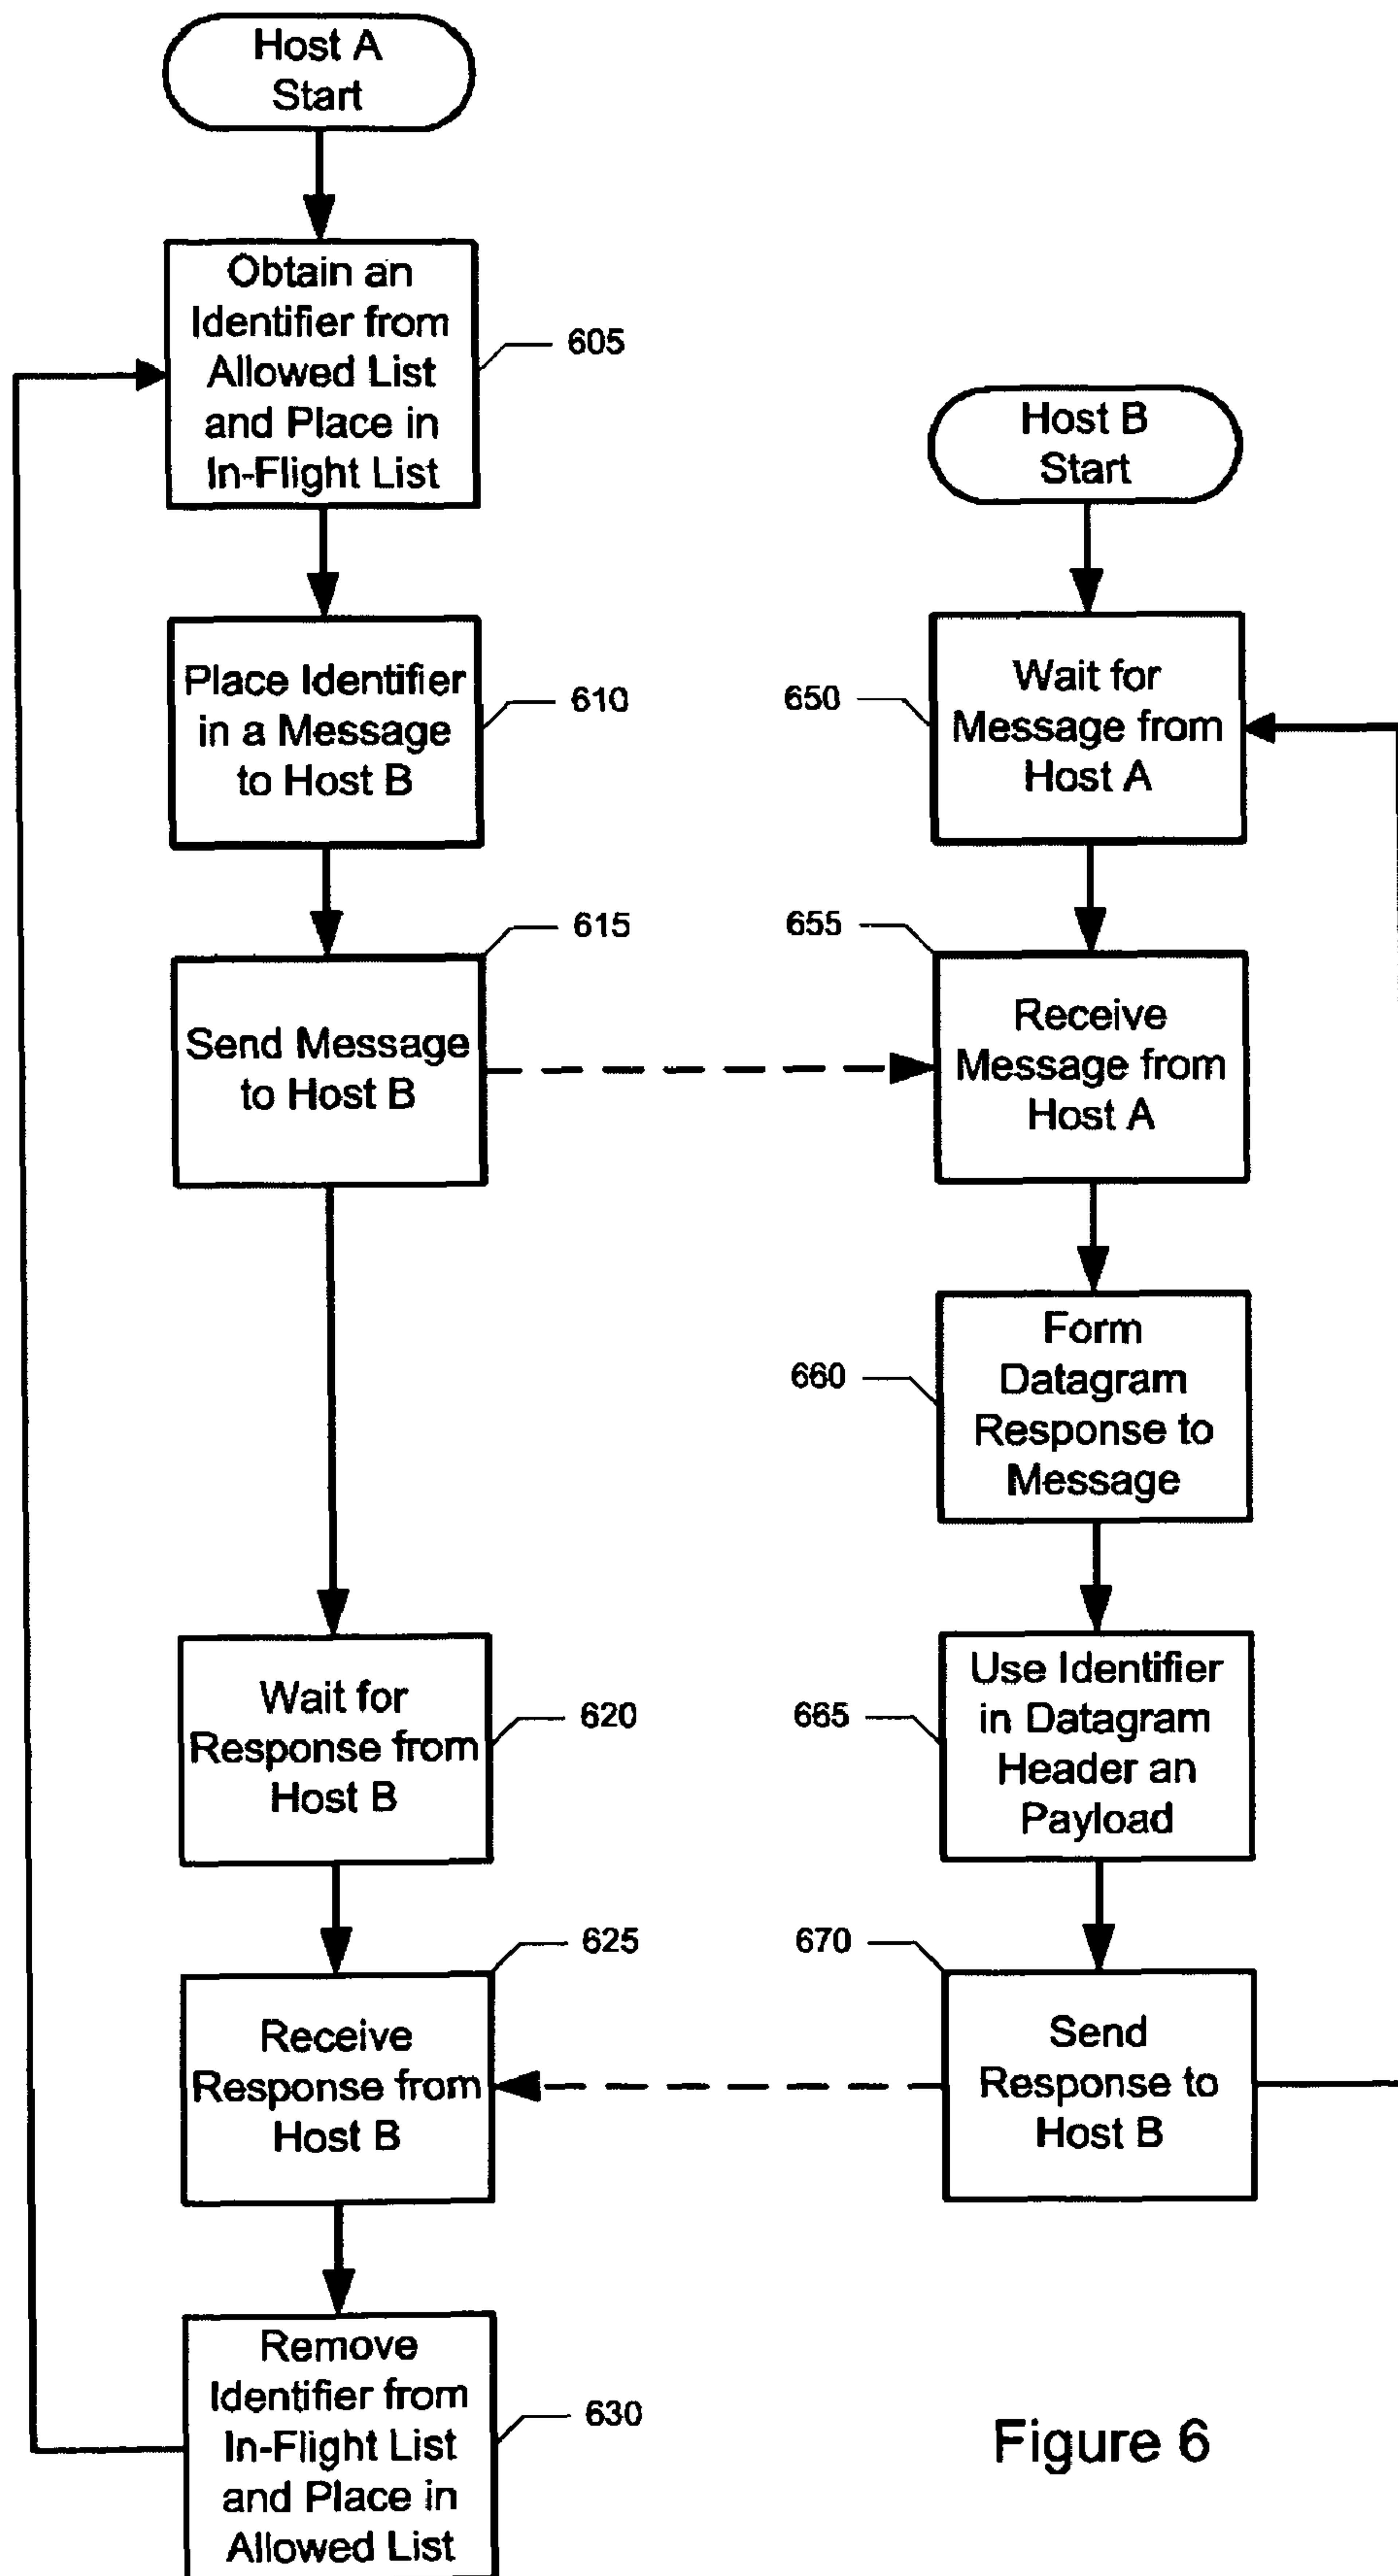 Host A
Start
Obtain an
Identifier from
Allowed List
and Place in
In-Flight List
605
Place Identifier
in a Message
to Host B
610
Send Message
to Host B
615
Wait for
Response from
Host B
620
Receive
Response from
Host B
625
Remove
Identifier from
In-Flight List
and Place in
Allowed List
630
Host B
Start
Wait for
Message from
Host A
650
Receive
Message from
Host A
655
Form
Datagram
Response to
Message
660
Use Identifier
in Datagram
Header an
Payload
665
Send
Response to
Host B
670
Figure 6